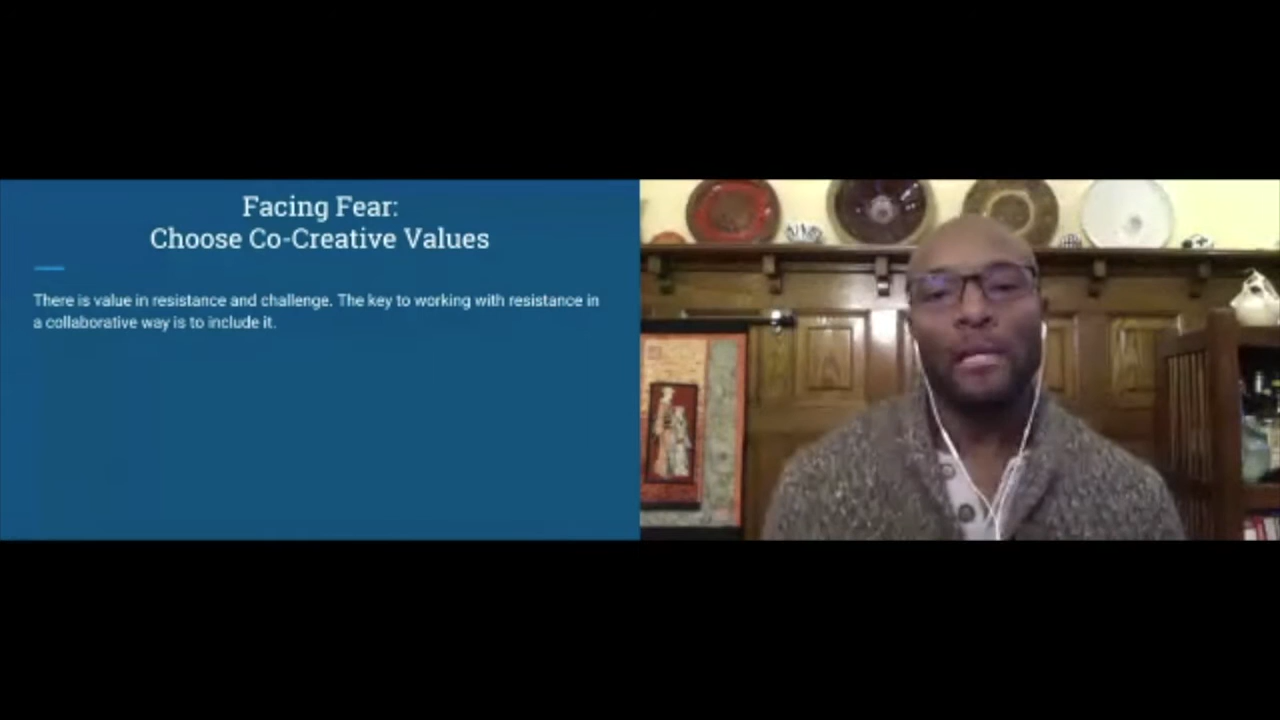 Facing Fear:
Choose Co-Creative Values
There is value in resistance and challenge. The key to working with resistance in
a collaborative way is to include it.